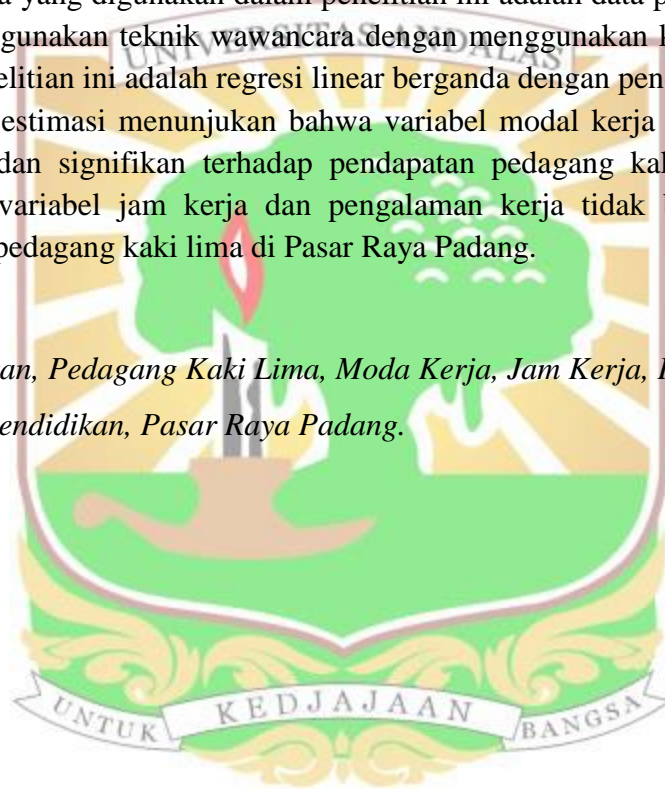 a yang digunakan dalam penelitian ini adalah data p
gunakan teknik wawancara dengan menggunakan k
UNIVERSITAS ANDALAS
elitian ini adalah regresi linear berganda dengan pen
estimasi menunjukan bahwa variabel modal kerja
dan signifikan terhadap pendapatan pedagang kak
variabel jam kerja dan pengalaman kerja tidak
pedagang kaki lima di Pasar Raya Padang.
an, Pedagang Kaki Lima, Moda Kerja, Jam Kerja,
endidikan, Pasar Raya Padang.
UNTUK KEDJAJAAN BANGSA